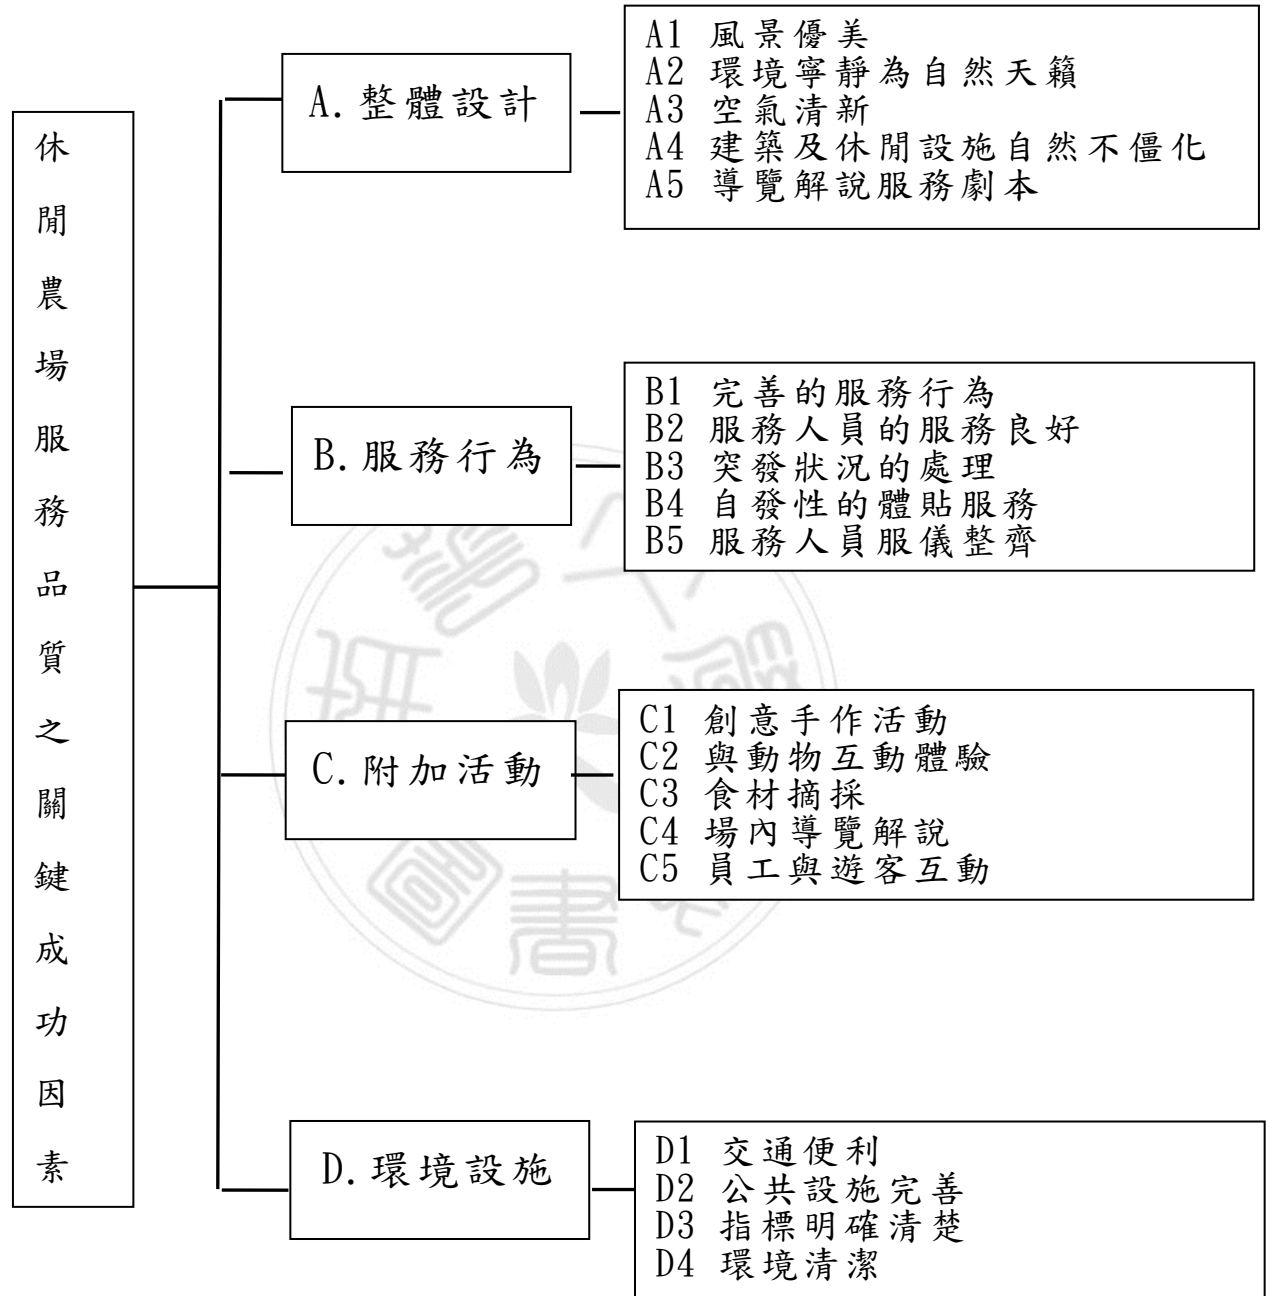 休閒農場服務品質之關鍵成功因素
A.整體設計
A1 風景優美
A2 環境寧靜為自然天籟
A3 空氣清新
A4 建築及休閒設施自然不僵化
A5 導覽解說服務劇本
B.服務行為
B1 完善的服務行為
B2 服務人員的服務良好
B3 突發狀況的處理
B4 自發性的體貼服務
B5 服務人員服儀整齊
C.附加活動
C1 創意手作活動
C2 與動物互動體驗
C3 食材摘採
C4 場內導覽解說
C5 員工與遊客互動
D.環境設施
D1 交通便利
D2 公共設施完善
D3 指標明確清楚
D4 環境清潔